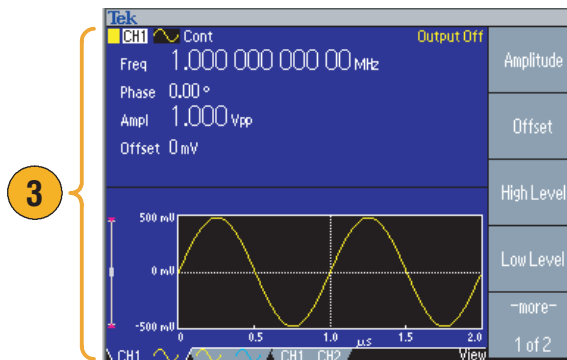 Tek
CH1 Cont Output Off
Freq 1.000 000 000 00 MHz
Phase 0.00 °
Ampl 1.000 Vpp
Offset 0 mV
Amplitude
Offset
High Level
Low Level
-more-
1 of 2
3
500 mV
0 mV
-500 mV
0 0.5 1.0 1.5 2.0
μs
CH1 CH1 CH2 View